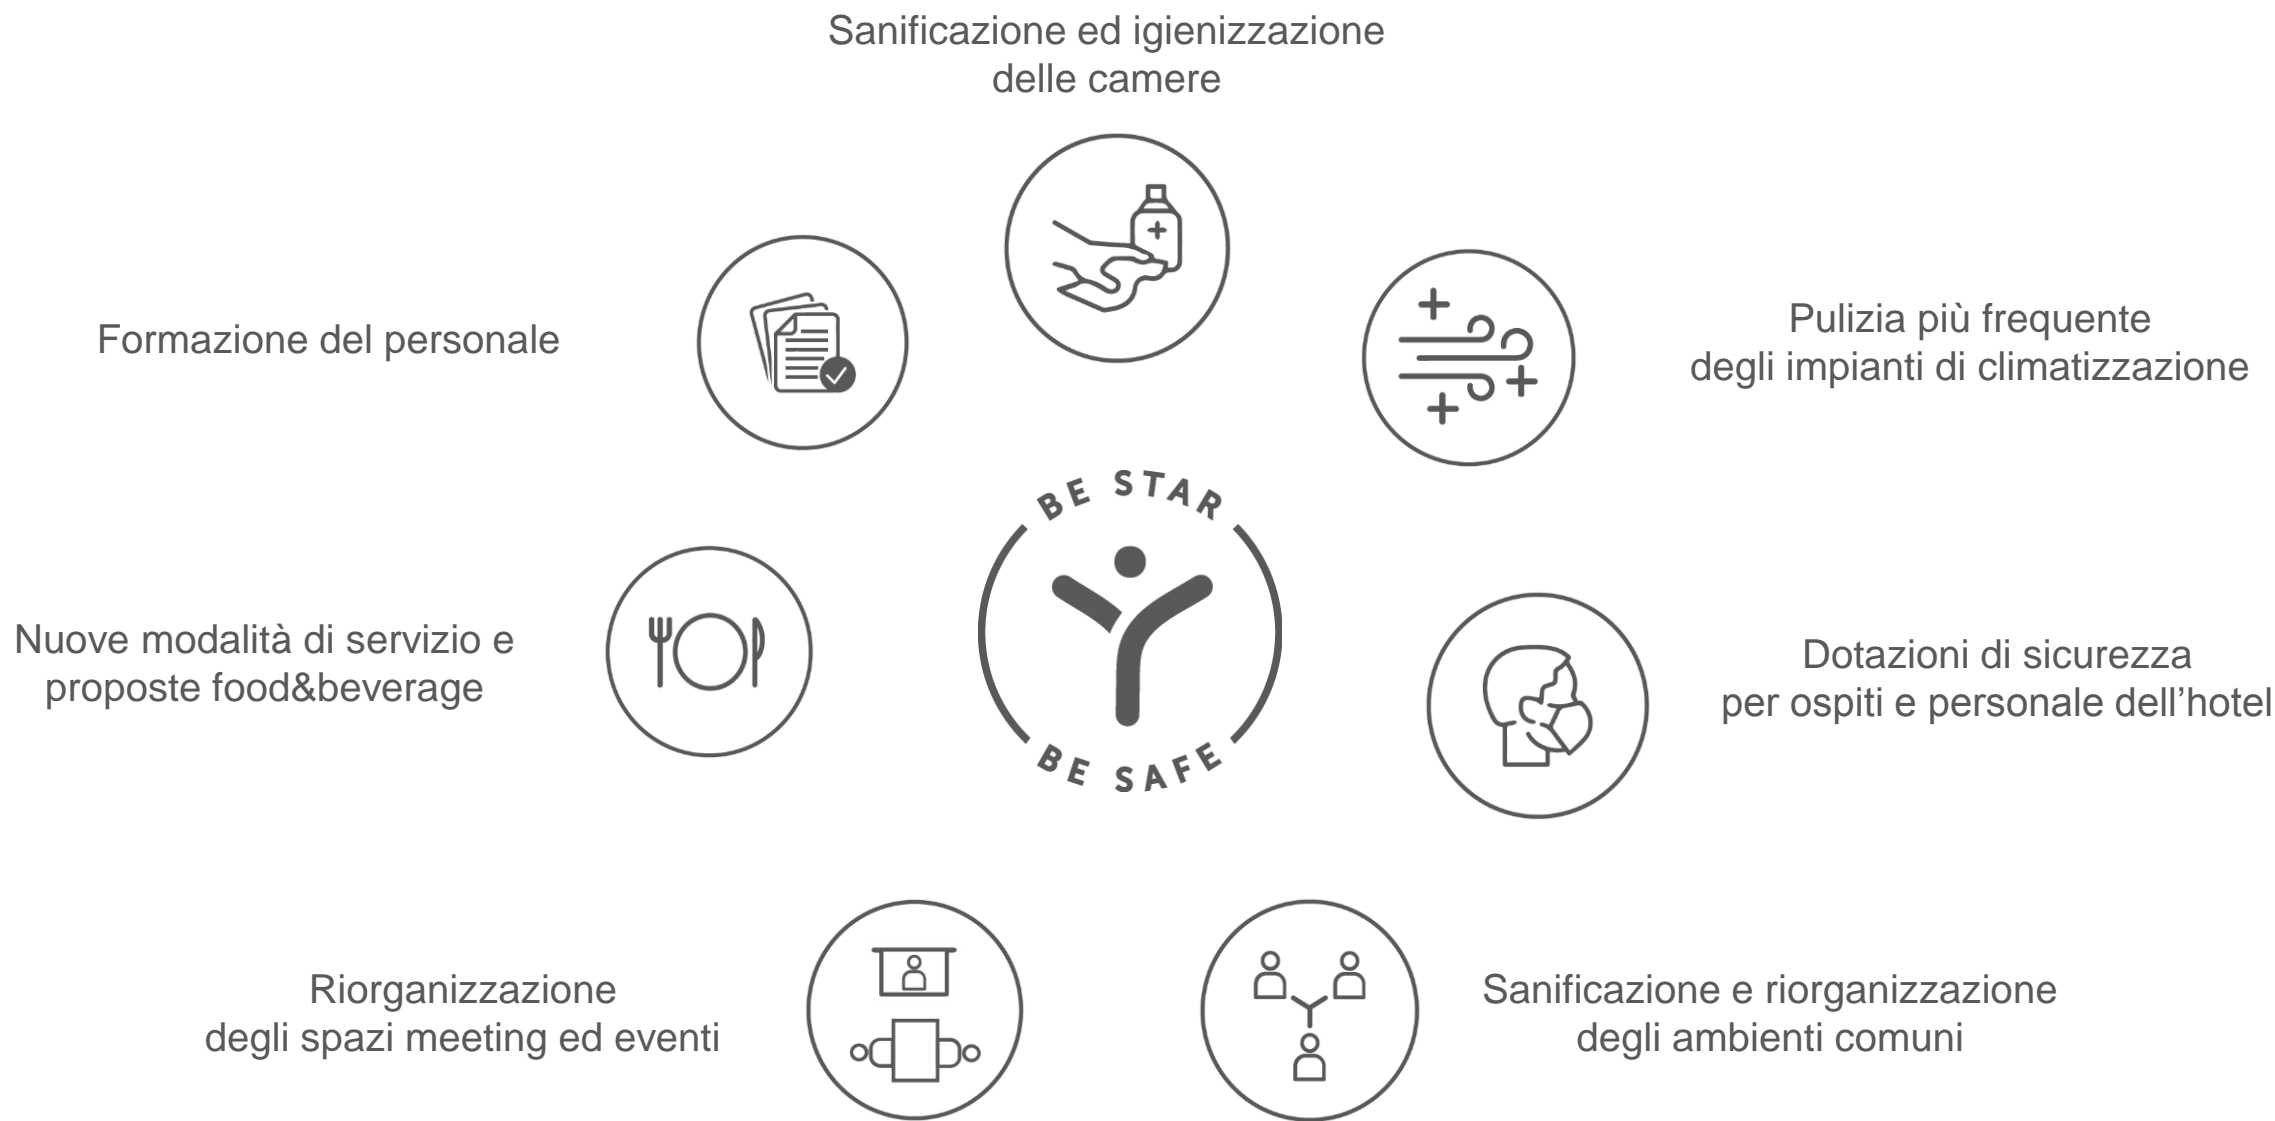 Sanificazione ed igienizzazione
delle camere
Formazione del personale
Pulizia più frequente
degli impianti di climatizzazione
BE STAR
BE SAFE
Nuove modalità di servizio e
proposte food&beverage
Dotazioni di sicurezza
per ospiti e personale dell’hotel
Riorganizzazione
degli spazi meeting ed eventi
Sanificazione e riorganizzazione
degli ambienti comuni